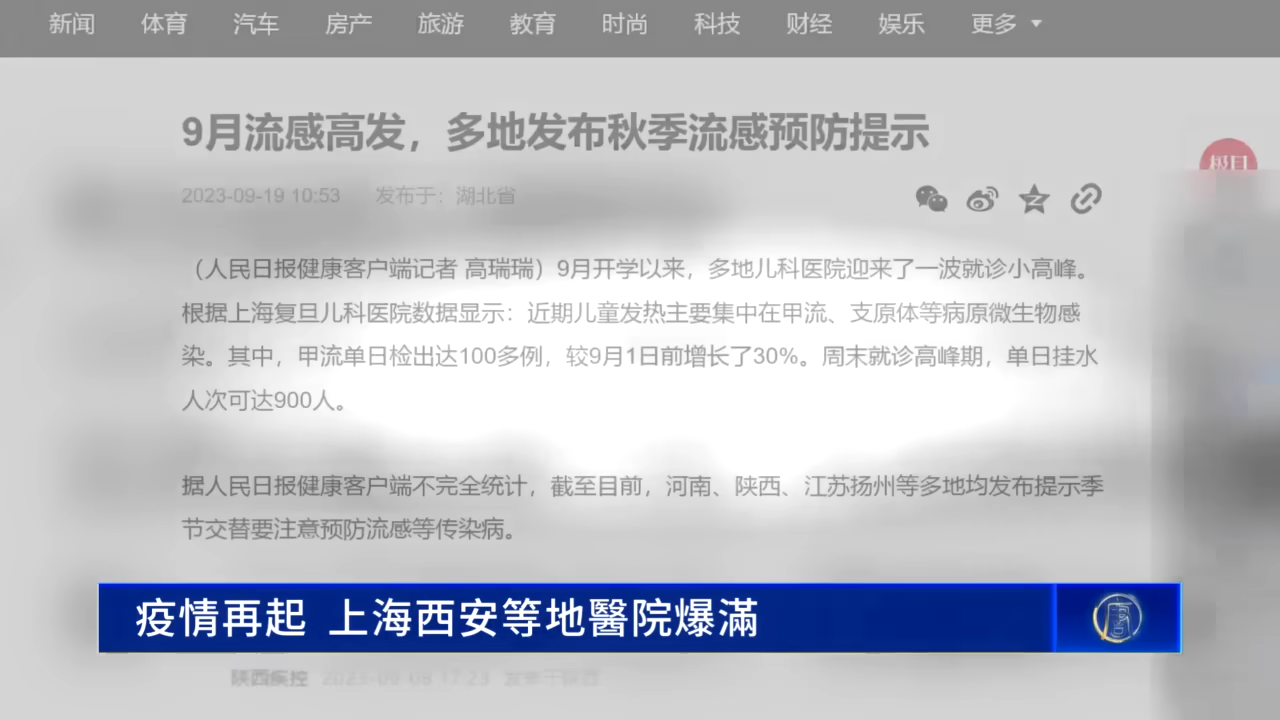 新闻 体育 汽车 房产 旅游 教育 时尚 科技 财经 娱乐 更多
9月流感高发，多地发布秋季流感预防提示
极目
2023-09-19 10:53 发布于：湖北省
（人民日报健康客户端记者 高瑞瑞）9月开学以来，多地儿科医院迎来了一波就诊小高峰。
根据上海复旦儿科医院数据显示：近期儿童发热主要集中在甲流、支原体等病原微生物感
染。其中，甲流单日检出达100多例，较9月1日前增长了30%。周末就诊高峰期，单日挂水
人次可达900人。
据人民日报健康客户端不完全统计，截至目前，河南、陕西、江苏扬州等多地均发布提示季
节交替要注意预防流感等传染病。
疫情再起 上海西安等地醫院爆滿
陕西疾控 2023-09-08 17:23 发表于陕西